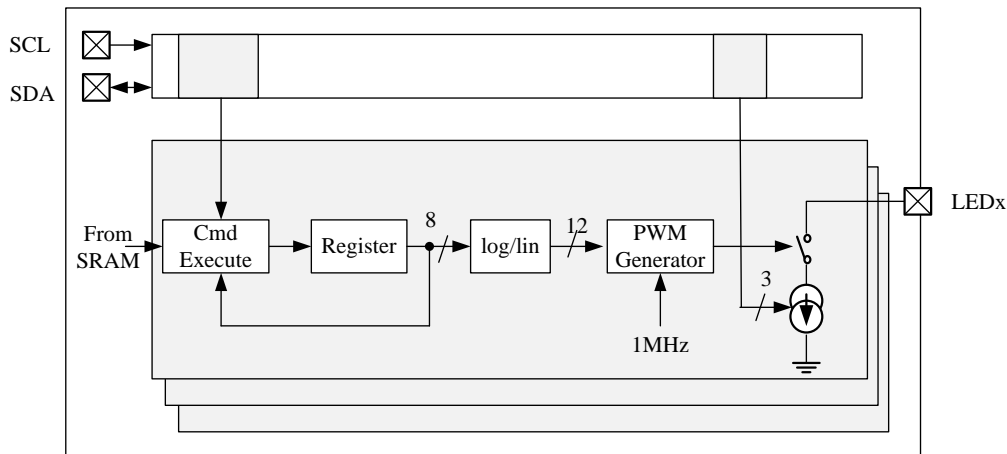 SCL
SDA
LEDx
From
SRAM
Cmd
Execute
Register
8
log/lin
12
PWM
Generator
3
1MHz